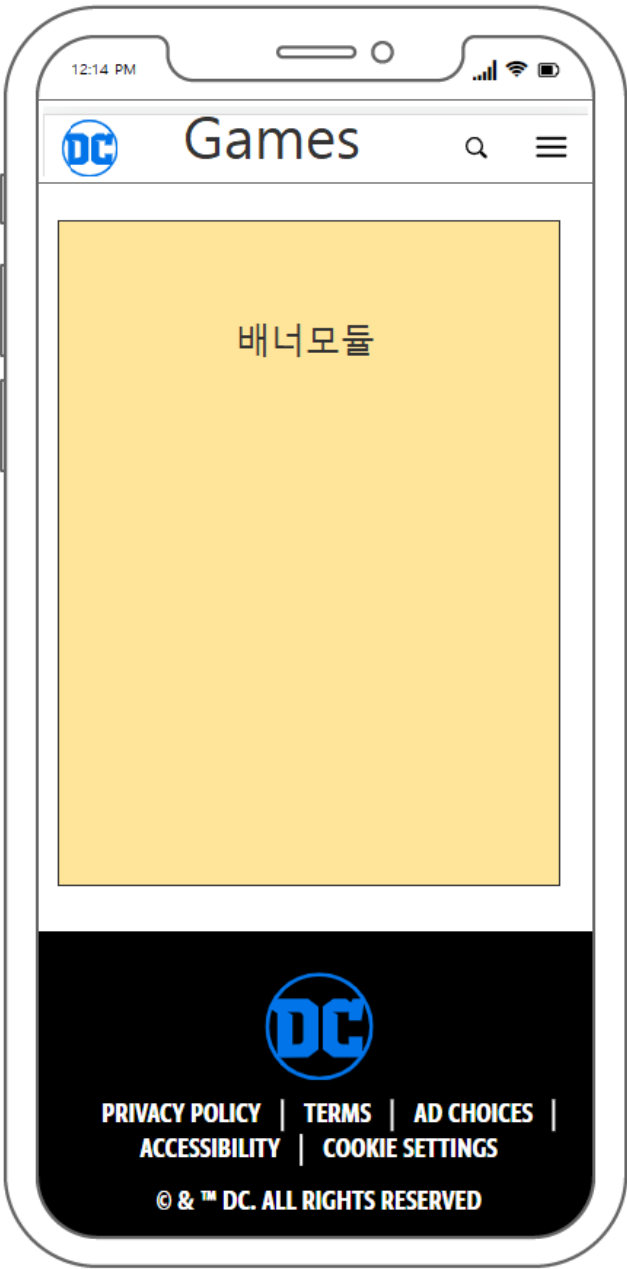 12:14 PM
DC Games
배너모듈
DC
PRIVACY POLICY | TERMS | AD CHOICES |
ACCESSIBILITY | COOKIE SETTINGS
© & ™ DC. ALL RIGHTS RESERVED